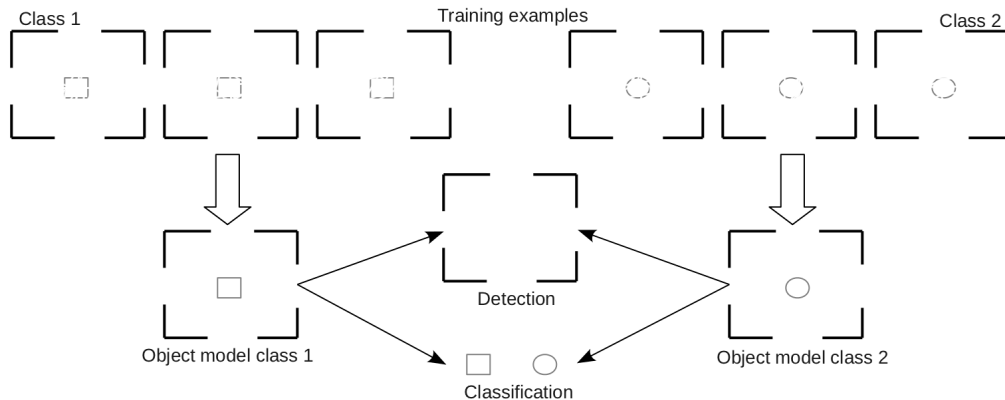 Class 1
Training examples
Class 2
Detection
Object model class 1
Object model class 2
Classification